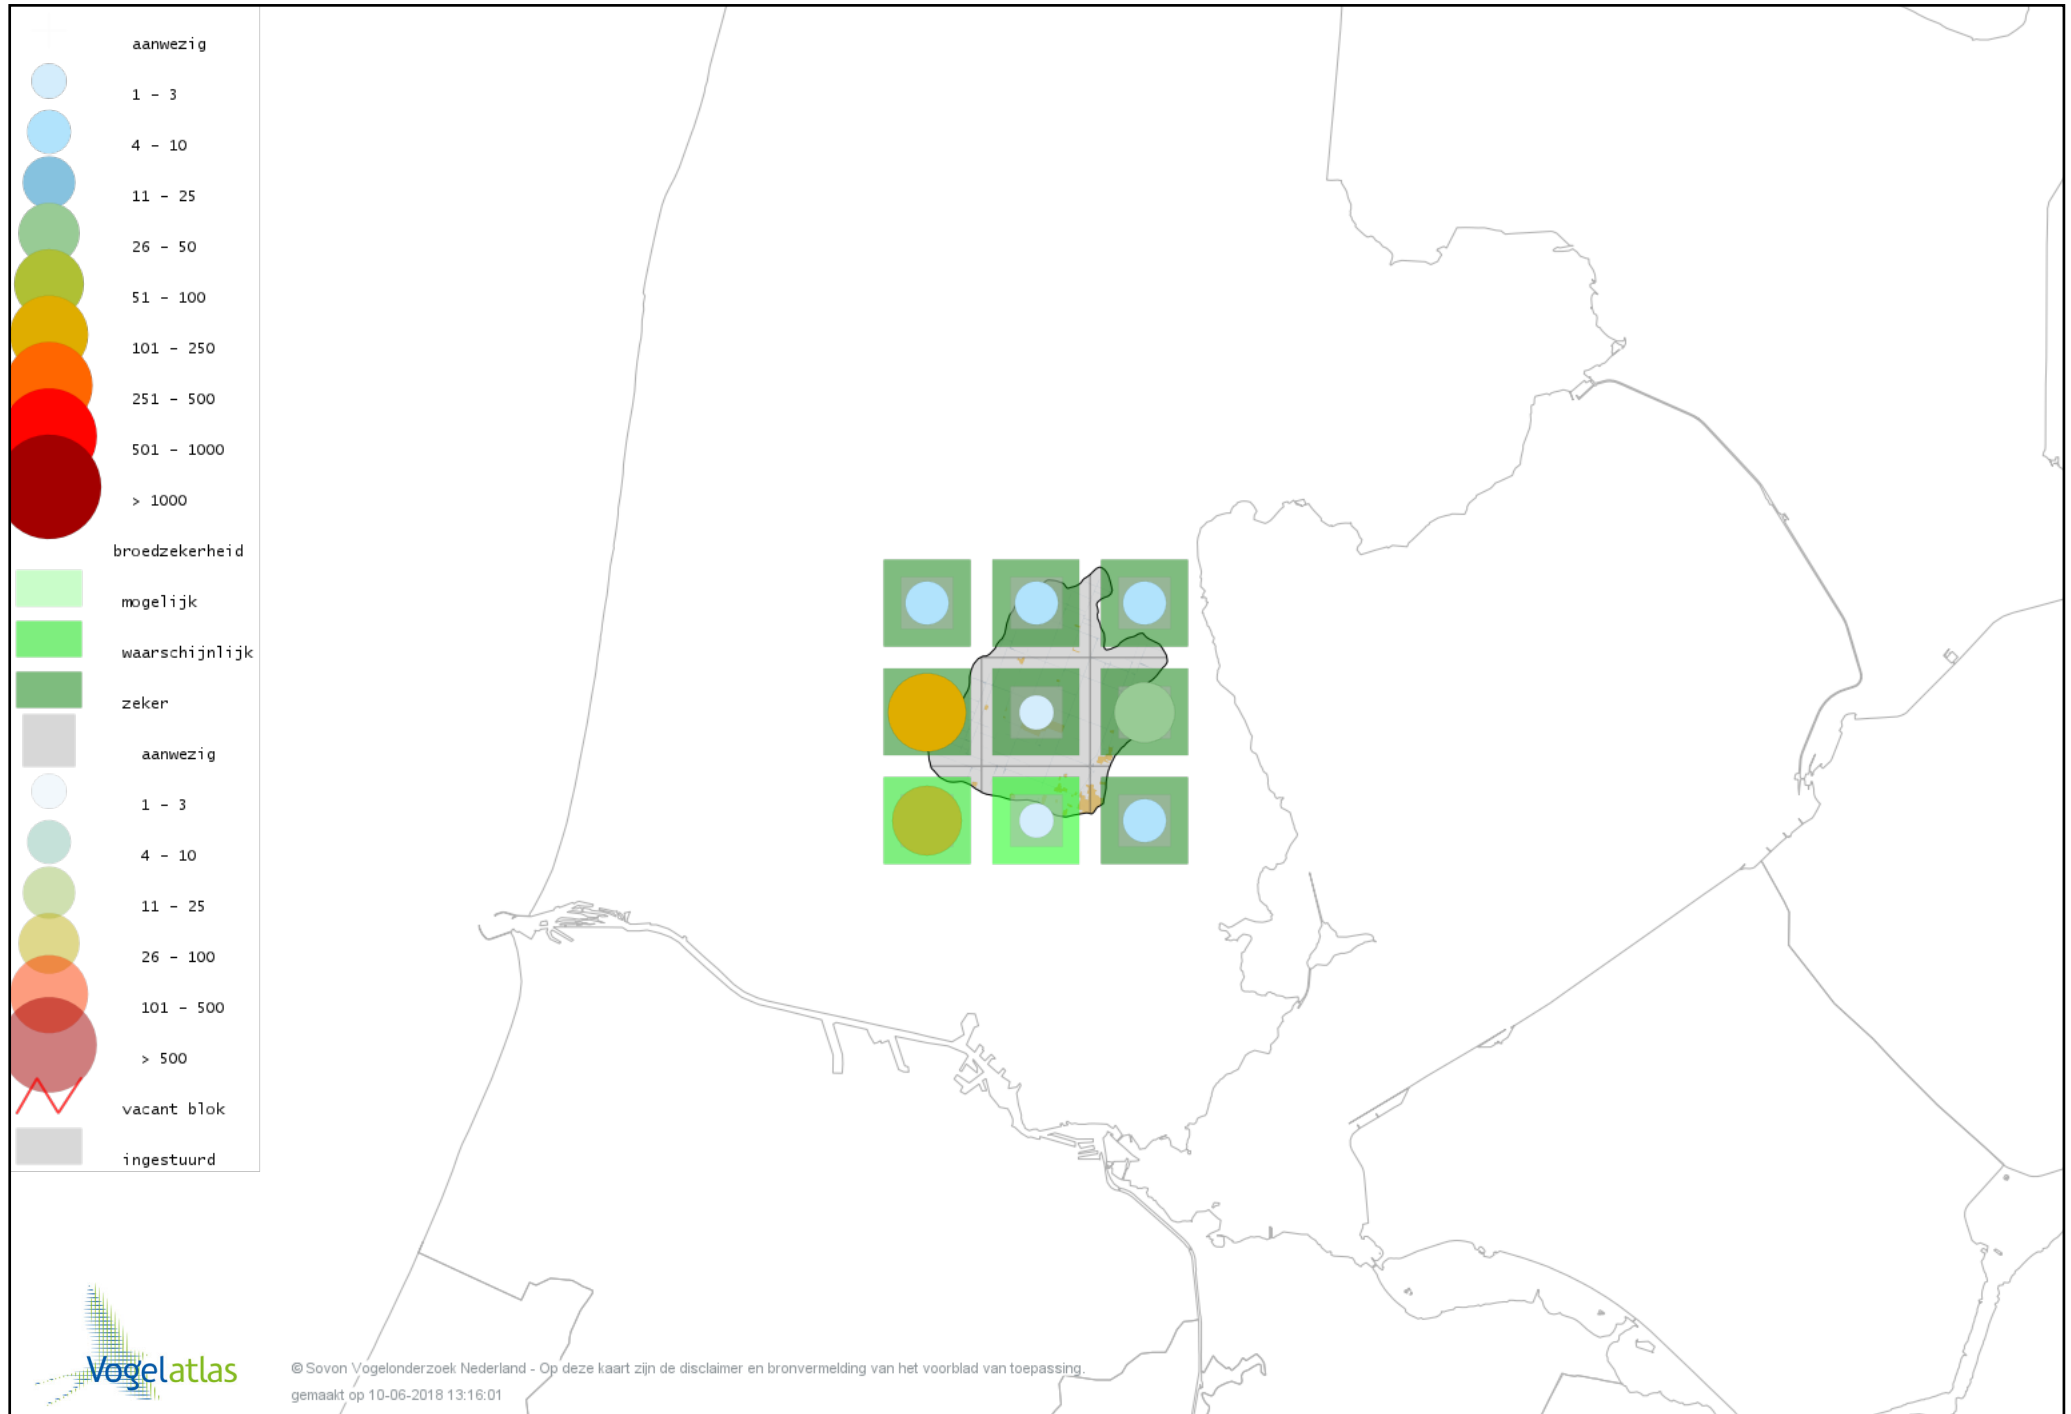 aanwezig
1 - 3
4 - 10
11 - 25
26 - 50
51 - 100
101 - 250
251 - 500
501 - 1000
> 1000
broedzekerheid
mogelijk
waarschijnlijk
zeker
aanwezig
1 - 3
4 - 10
11 - 25
26 - 100
101 - 500
> 500
vacant blok
ingestuurd
Vogelatlas
© Sovon Vogelonderzoek Nederland - Op deze kaart zijn de disclaimer en bronvermelding van het voorblad van toepassing.
gemaakt op 10-06-2018 13:16:01